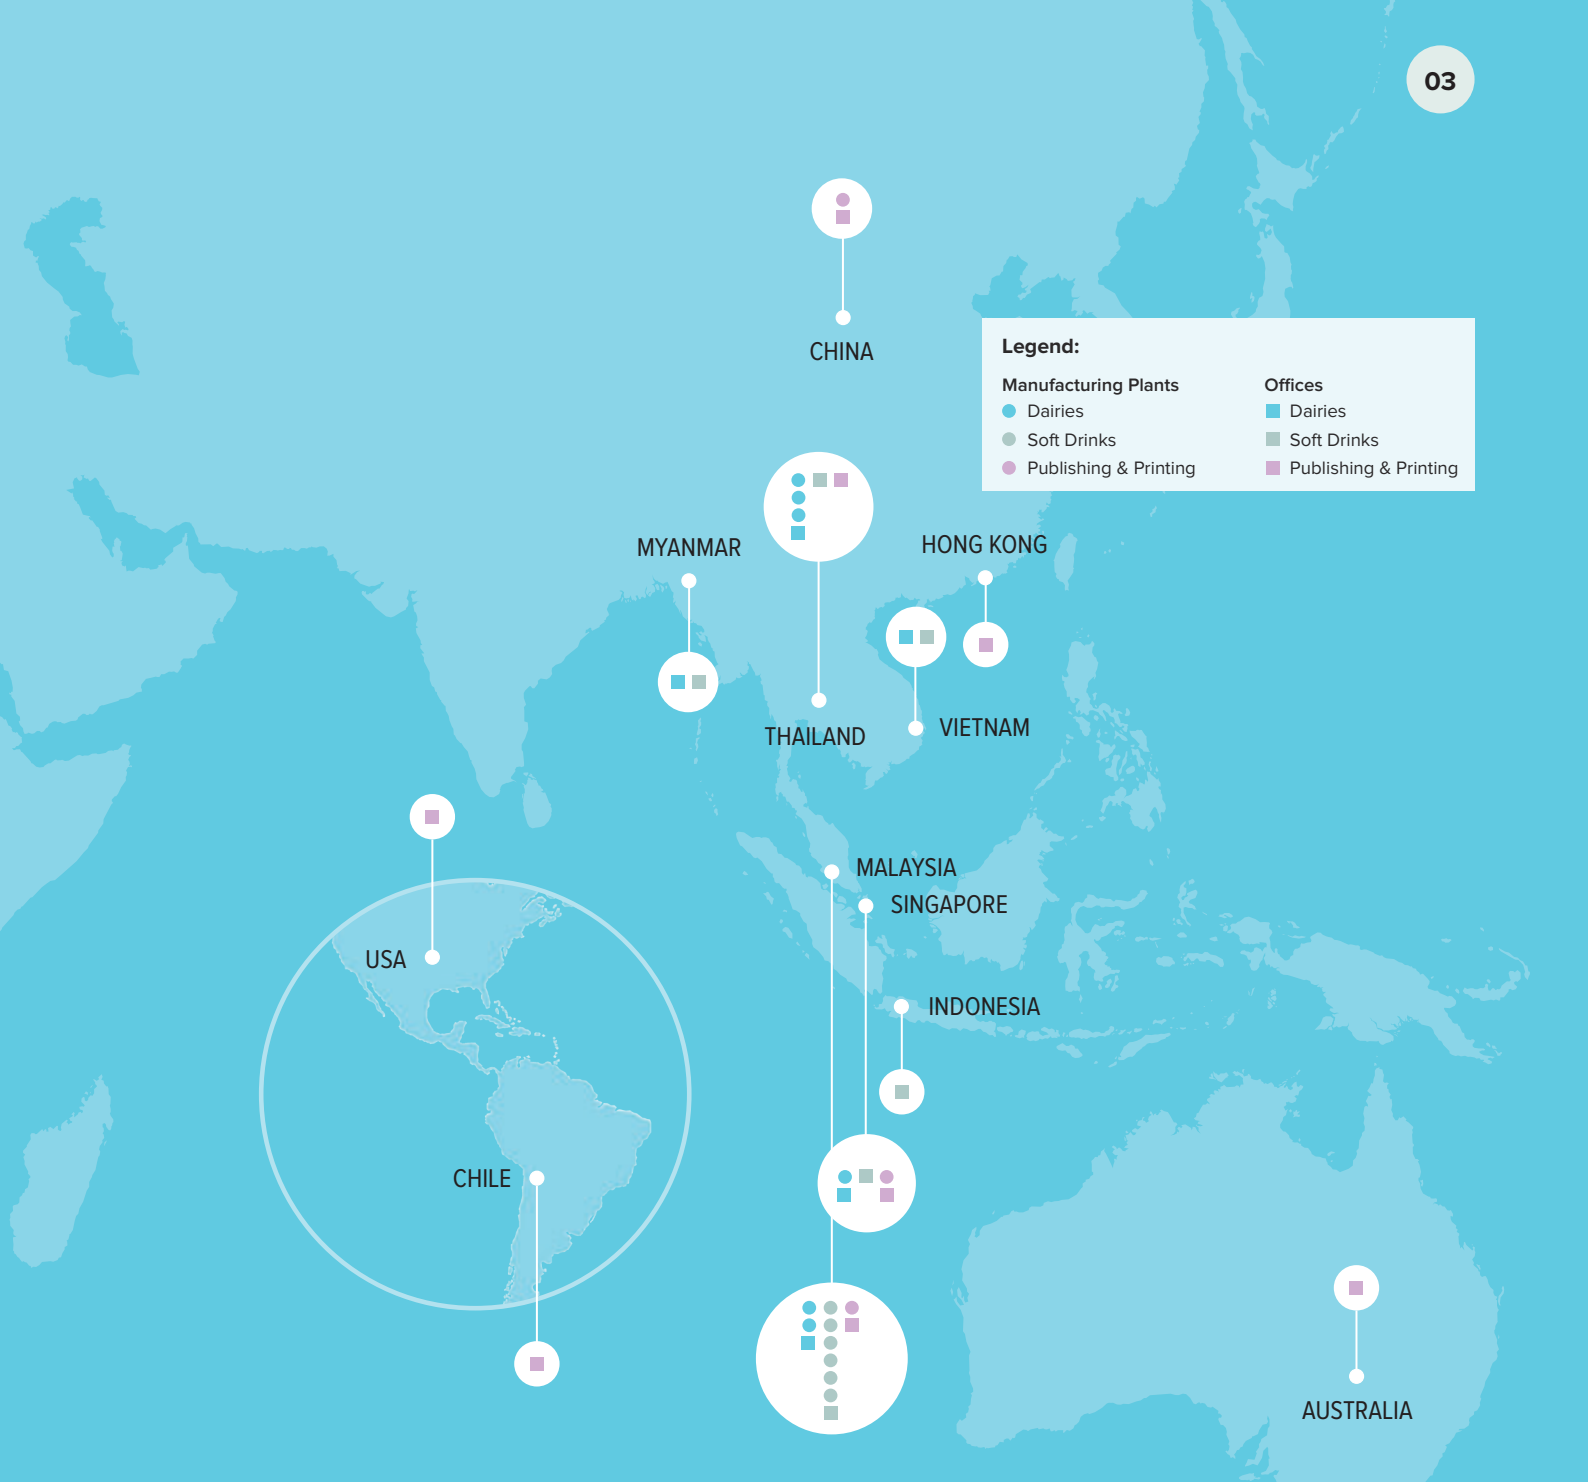 03
CHINA
Legend:
Manufacturing Plants
Dairies
Soft Drinks
Publishing & Printing
Offices
Dairies
Soft Drinks
Publishing & Printing
MYANMAR
HONG KONG
THAILAND
VIETNAM
MALAYSIA
SINGAPORE
USA
INDONESIA
CHILE
AUSTRALIA